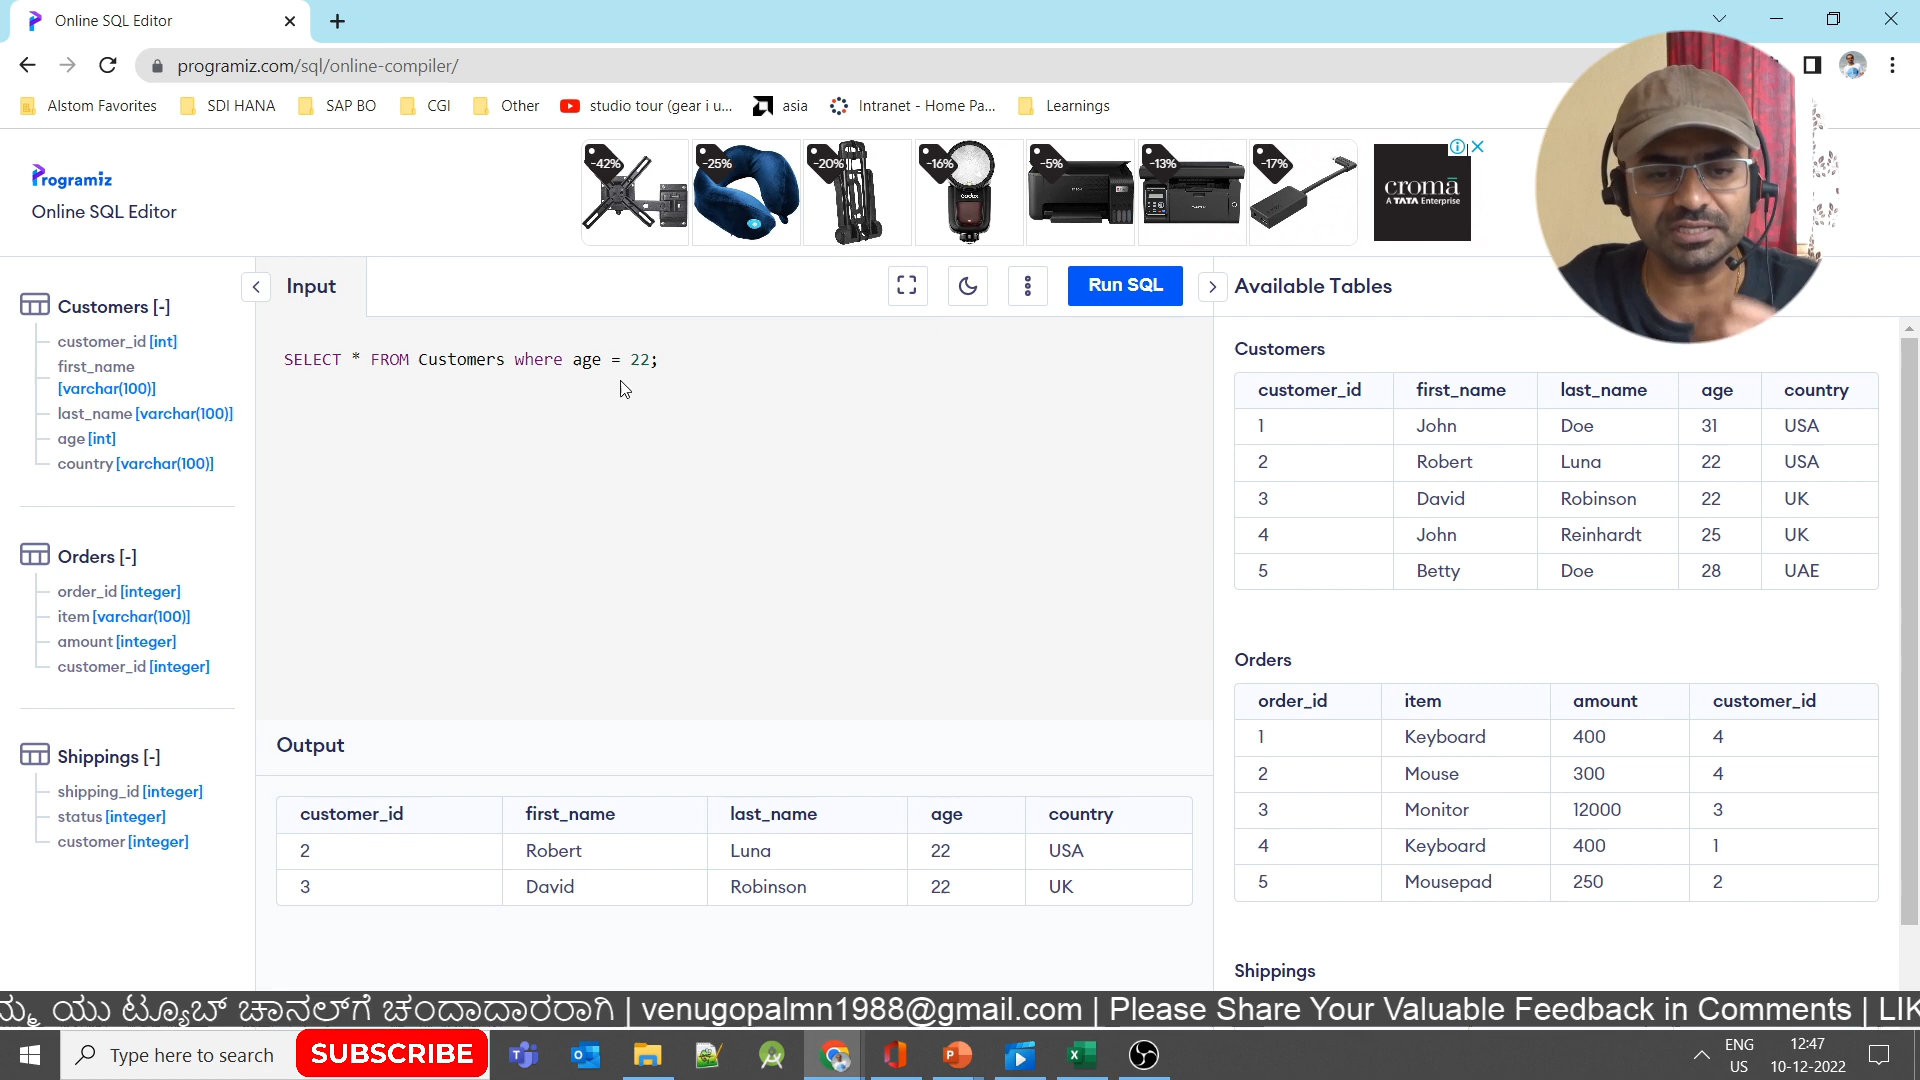 Online SQL Editor
programiz.com/sql/online-compiler/
Alstom Favorites SDI HANA SAP BO CGI Other studio tour (gear i u... asia Intranet - Home Pa... Learnings
-42% -25% -20% -16% -5% -13% -17%
croma
A TATA Enterprise
Programiz
Online SQL Editor
Customers [-]
customer_id [int]
first_name
[varchar(100)]
last_name [varchar(100)]
age [int]
country [varchar(100)]
Orders [-]
order_id [integer]
item [varchar(100)]
amount [integer]
customer_id [integer]
Shippings [-]
shipping_id [integer]
status [integer]
customer [integer]
Input
Run SQL
SELECT * FROM Customers where age = 22;
Output
customer_id first_name last_name age country
2 Robert Luna 22 USA
3 David Robinson 22 UK
Available Tables
Customers
customer_id first_name last_name age country
1 John Doe 31 USA
2 Robert Luna 22 USA
3 David Robinson 22 UK
4 John Reinhardt 25 UK
5 Betty Doe 28 UAE
Orders
order_id item amount customer_id
1 Keyboard 400 4
2 Mouse 300 4
3 Monitor 12000 3
4 Keyboard 400 1
5 Mousepad 250 2
Shippings
ಯು ಟ್ಯೂಬ್ ಚಾನಲ್‌ಗೆ ಚಂದಾದಾರರಾಗಿ | venugopalmn1988@gmail.com | Please Share Your Valuable Feedback in Comments | LIK
Type here to search
SUBSCRIBE
ENG
US
12:47
10-12-2022